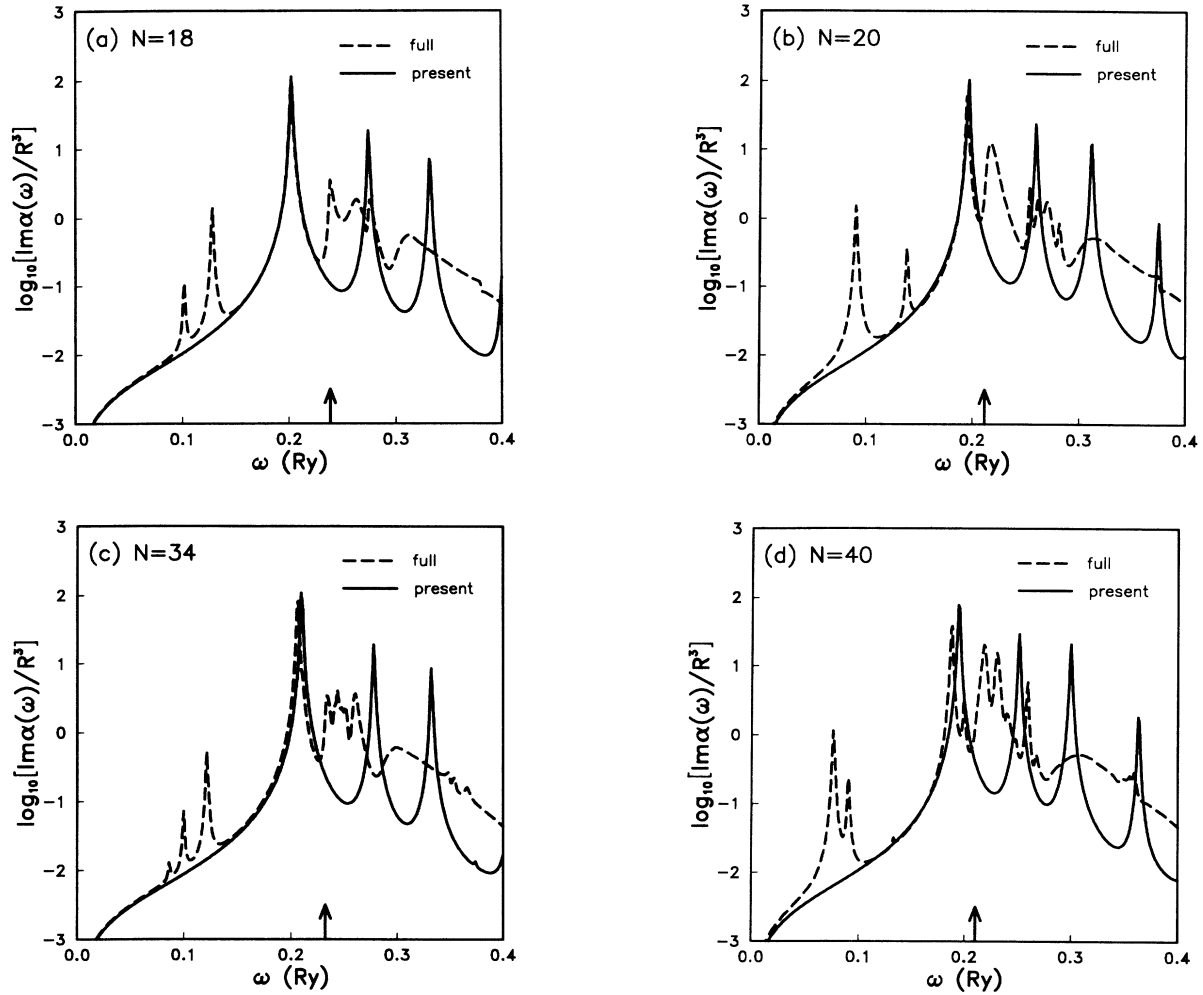 (a) N=18
full
present
log₁₀[Imα(ω)/R³]
3
2
1
0
−1
−2
−3
0.0 0.1 0.2 0.3 0.4
ω (Ry)
(b) N=20
full
present
log₁₀[Imα(ω)/R³]
3
2
1
0
−1
−2
−3
0.0 0.1 0.2 0.3 0.4
ω (Ry)
(c) N=34
full
present
log₁₀[Imα(ω)/R³]
3
2
1
0
−1
−2
−3
0.0 0.1 0.2 0.3 0.4
ω (Ry)
(d) N=40
full
present
log₁₀[Imα(ω)/R³]
3
2
1
0
−1
−2
−3
0.0 0.1 0.2 0.3 0.4
ω (Ry)